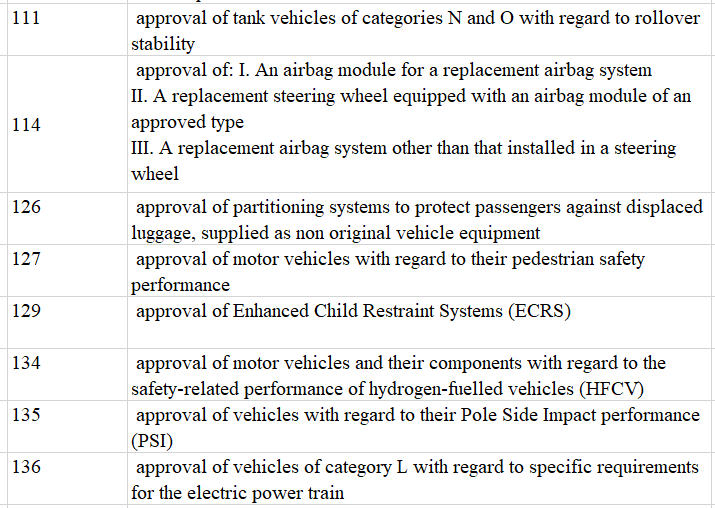 111
approval of tank vehicles of categories N and O with regard to rollover
stability
114
approval of: I. An airbag module for a replacement airbag system
II. A replacement steering wheel equipped with an airbag module of an
approved type
III. A replacement airbag system other than that installed in a steering
wheel
126
approval of partitioning systems to protect passengers against displaced
luggage, supplied as non original vehicle equipment
127
approval of motor vehicles with regard to their pedestrian safety
performance
129
approval of Enhanced Child Restraint Systems (ECRS)
134
approval of motor vehicles and their components with regard to the
safety-related performance of hydrogen-fuelled vehicles (HFCV)
135
approval of vehicles with regard to their Pole Side Impact performance
(PSI)
136
approval of vehicles of category L with regard to specific requirements
for the electric power train